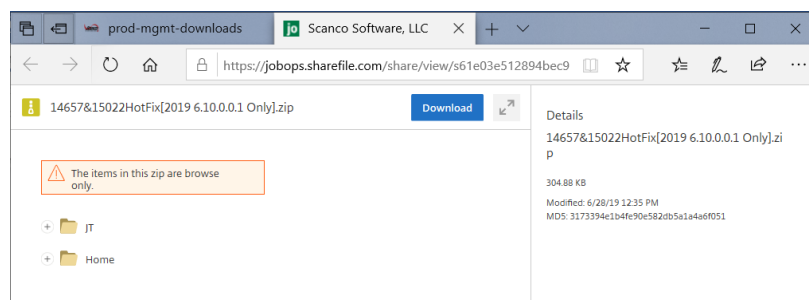 prod-mgmt-downloads
jo Scanco Software, LLC
https://jobops.sharefile.com/share/view/s61e03e512894bec9
14657&15022HotFix[2019 6.10.0.0.1 Only].zip
Download
The items in this zip are browse
only.
JT
Home
Details
14657&15022HotFix[2019 6.10.0.0.1 Only].zi
p
304.88 KB
Modified: 6/28/19 12:35 PM
MD5: 3173394e1b4fe90e582db5a1a4a6f051